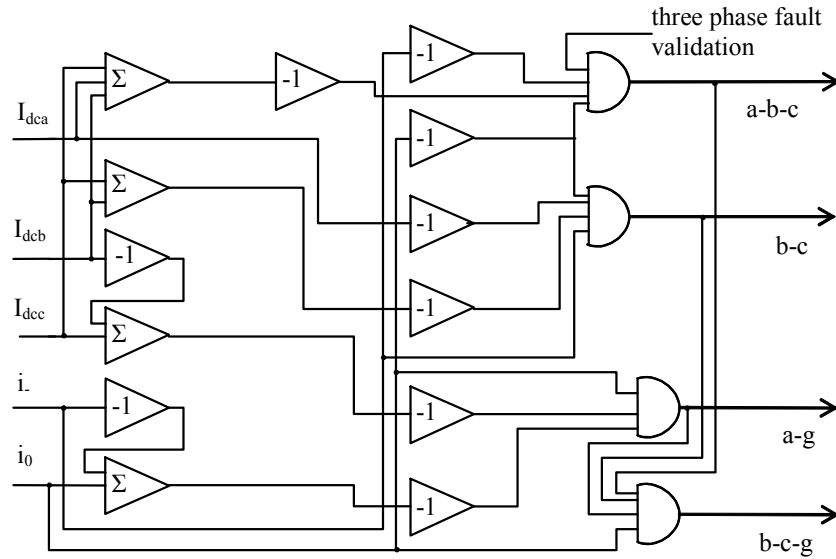 three phase fault
validation
-1
Σ
-1
a-b-c
I_dca
-1
Σ
-1
I_dcb
b-c
-1
I_dcc
-1
Σ
i_-
-1
-1
a-g
i_0
Σ
-1
b-c-g